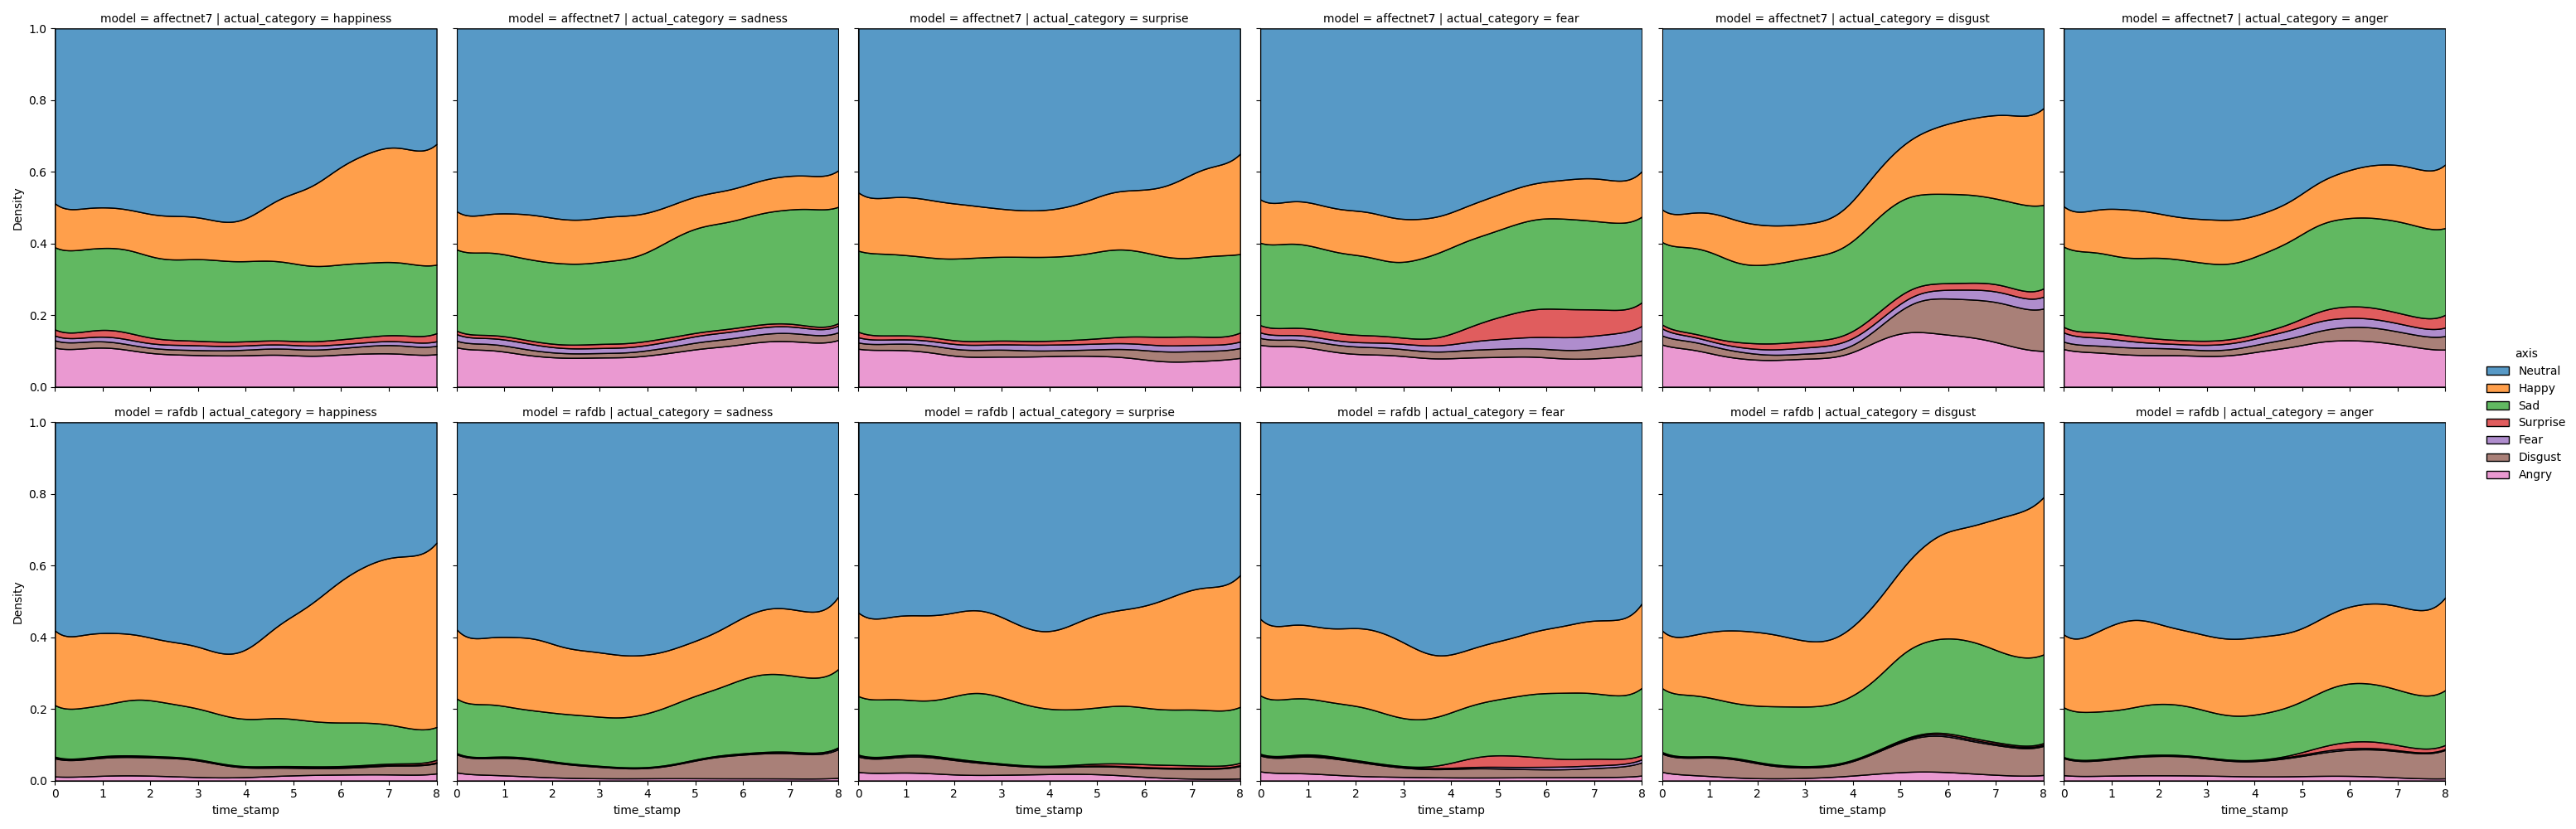 model = affectnet7 | actual_category = happiness
model = affectnet7 | actual_category = sadness
model = affectnet7 | actual_category = surprise
model = affectnet7 | actual_category = fear
model = affectnet7 | actual_category = disgust
model = affectnet7 | actual_category = anger
1.0
0.8
0.6
0.4
0.2
0.0
Density
model = rafdb | actual_category = happiness
model = rafdb | actual_category = sadness
model = rafdb | actual_category = surprise
model = rafdb | actual_category = fear
model = rafdb | actual_category = disgust
model = rafdb | actual_category = anger
1.0
0.8
0.6
0.4
0.2
0.0
Density
0 1 2 3 4 5 6 7 8
0 1 2 3 4 5 6 7 8
0 1 2 3 4 5 6 7 8
0 1 2 3 4 5 6 7 8
0 1 2 3 4 5 6 7 8
0 1 2 3 4 5 6 7 8
time_stamp
time_stamp
time_stamp
time_stamp
time_stamp
time_stamp
axis
Neutral
Happy
Sad
Surprise
Fear
Disgust
Angry